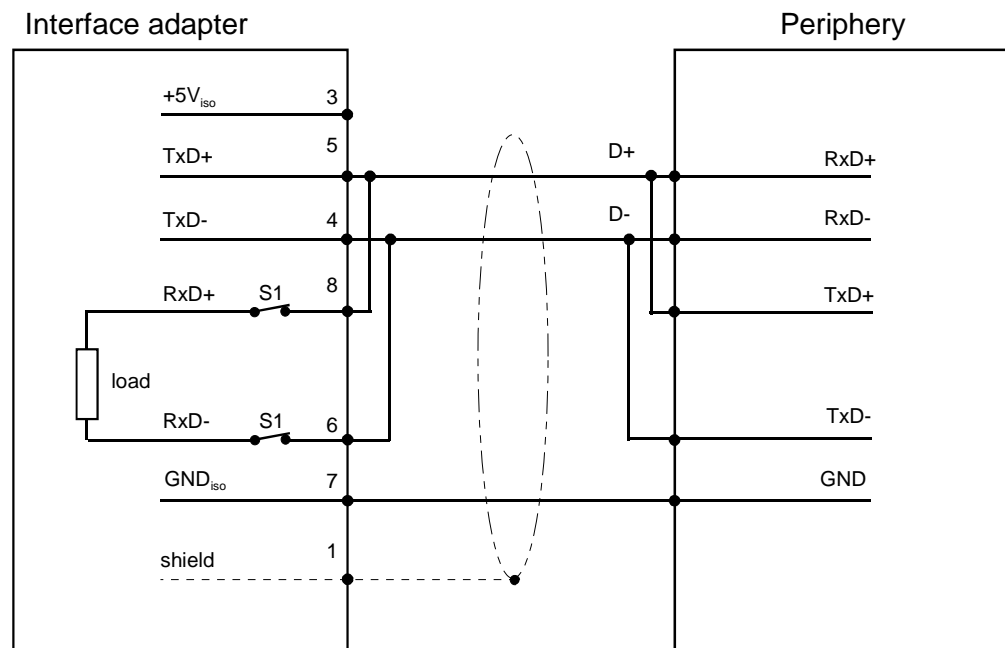 Interface adapter
Periphery
+5Viso 3
TxD+ 5 D+ RxD+
TxD- 4 D- RxD-
RxD+ S1 8 TxD+
load
RxD- S1 6 TxD-
GNDiso 7 GND
shield 1